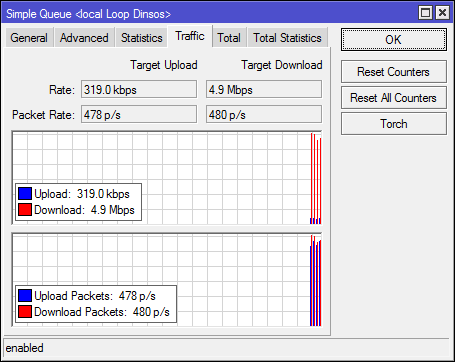 Simple Queue <local Loop Dinsos>
General Advanced Statistics Traffic Total Total Statistics
OK
Target Upload Target Download
Reset Counters
Rate: 319.0 kbps 4.9 Mbps
Reset All Counters
Packet Rate: 478 p/s 480 p/s
Torch
Upload: 319.0 kbps
Download: 4.9 Mbps
Upload Packets: 478 p/s
Download Packets: 480 p/s
enabled